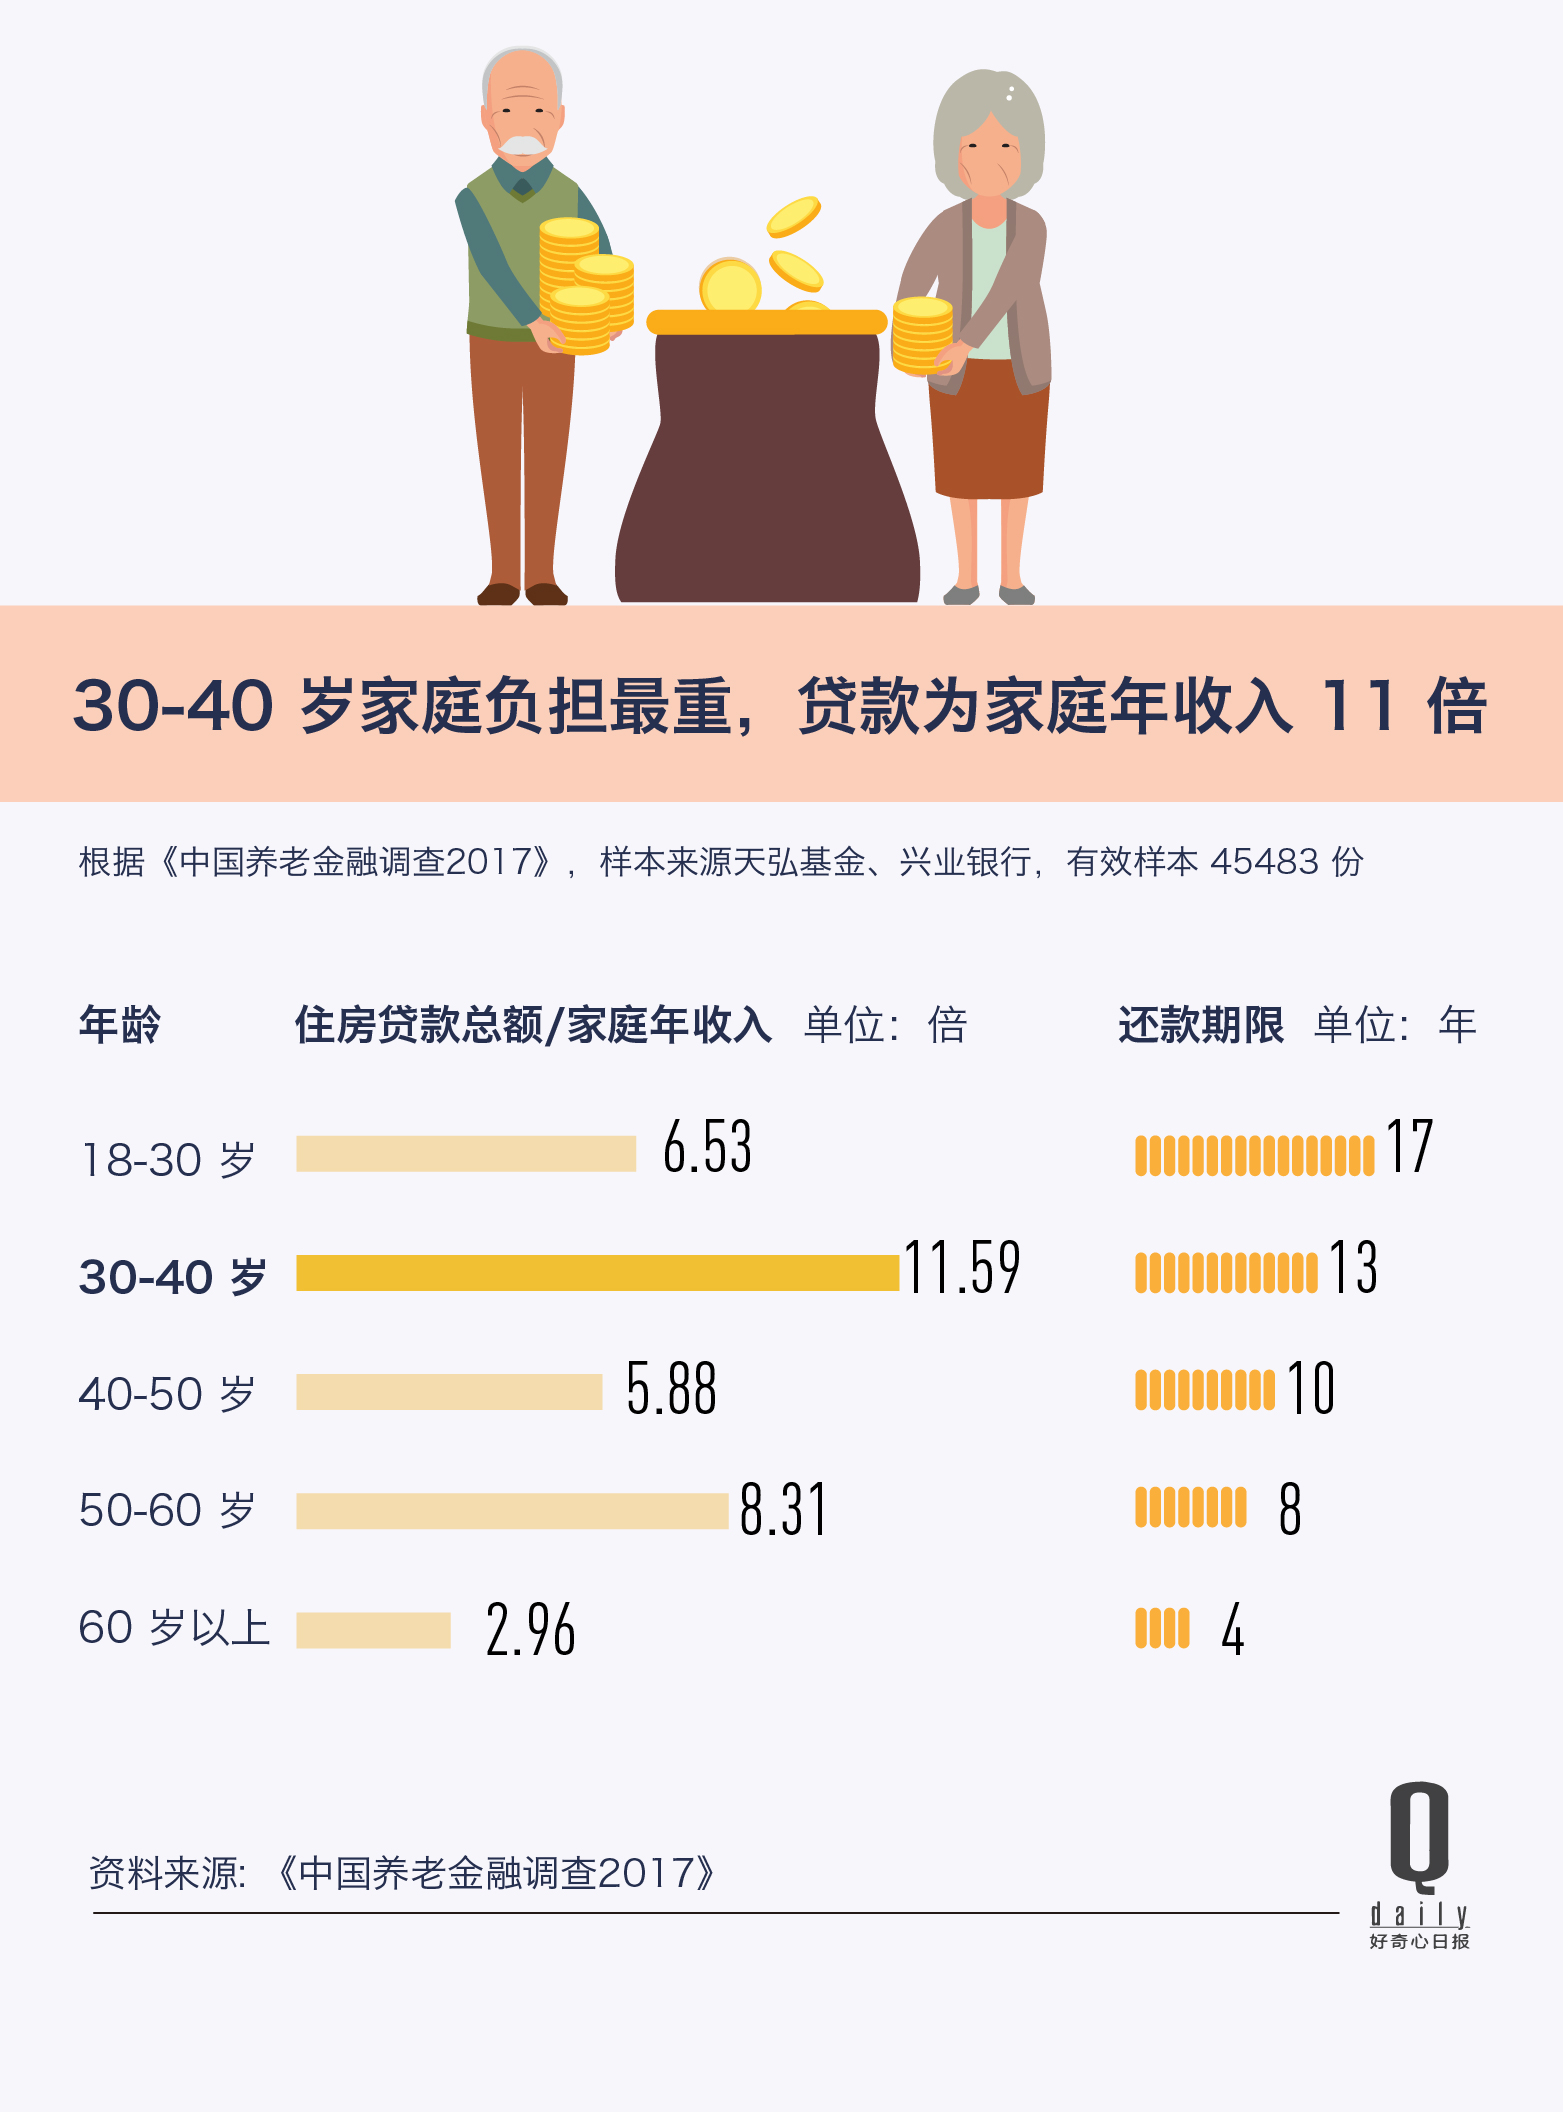 30-40 岁家庭负担最重，贷款为家庭年收入 11 倍
根据《中国养老金融调查2017》，样本来源天弘基金、兴业银行，有效样本 45483 份
年龄 住房贷款总额/家庭年收入 单位：倍 还款期限 单位：年
18-30 岁 6.53 17
30-40 岁 11.59 13
40-50 岁 5.88 10
50-60 岁 8.31 8
60 岁以上 2.96 4
资料来源：《中国养老金融调查2017》
Q
daily
好奇心日报